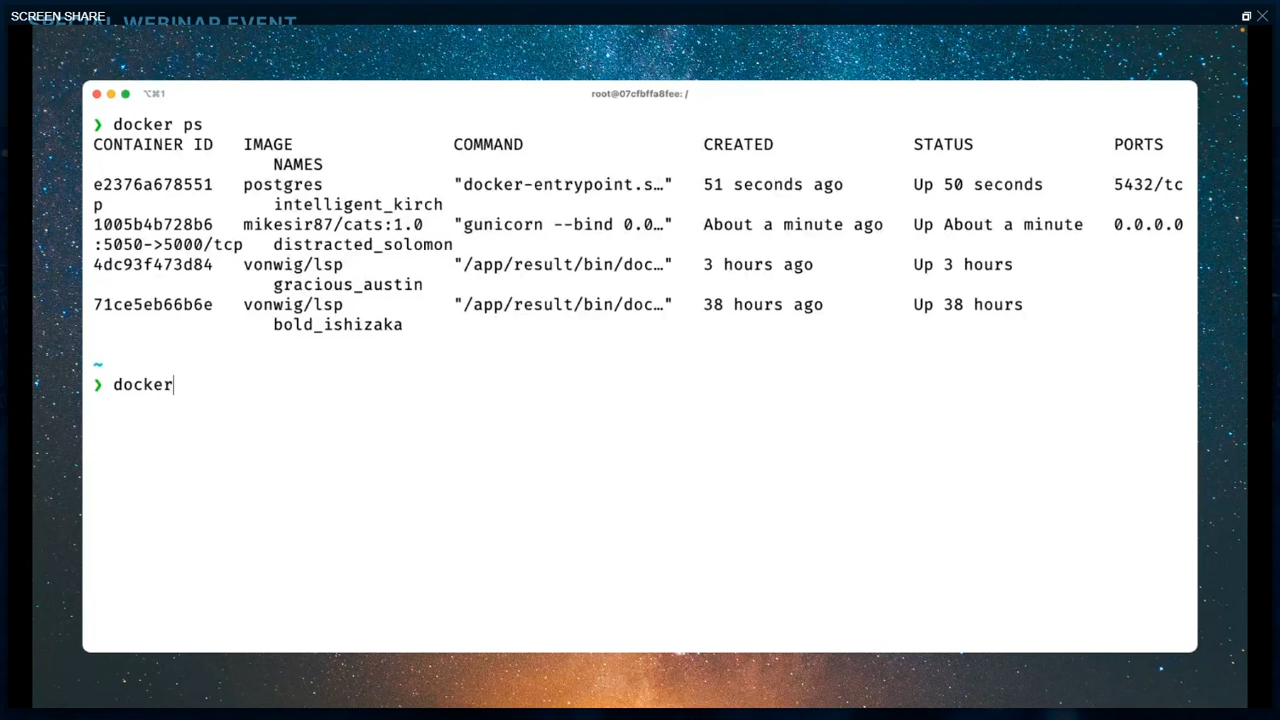 SCREEN SHARE
SPECIAL WEBINAR EVENT
⌥⌘1
root@07cfbffa8fee: /
❯ docker ps
CONTAINER ID IMAGE COMMAND CREATED STATUS PORTS
NAMES
e2376a678551 postgres "docker-entrypoint.s…" 51 seconds ago Up 50 seconds 5432/tc
p intelligent_kirch
1005b4b728b6 mikesir87/cats:1.0 "gunicorn --bind 0.0…" About a minute ago Up About a minute 0.0.0.0
:5050->5000/tcp distracted_solomon
4dc93f473d84 vonwig/lsp "/app/result/bin/doc…" 3 hours ago Up 3 hours
gracious_austin
71ce5eb66b6e vonwig/lsp "/app/result/bin/doc…" 38 hours ago Up 38 hours
bold_ishizaka
~
❯ docker